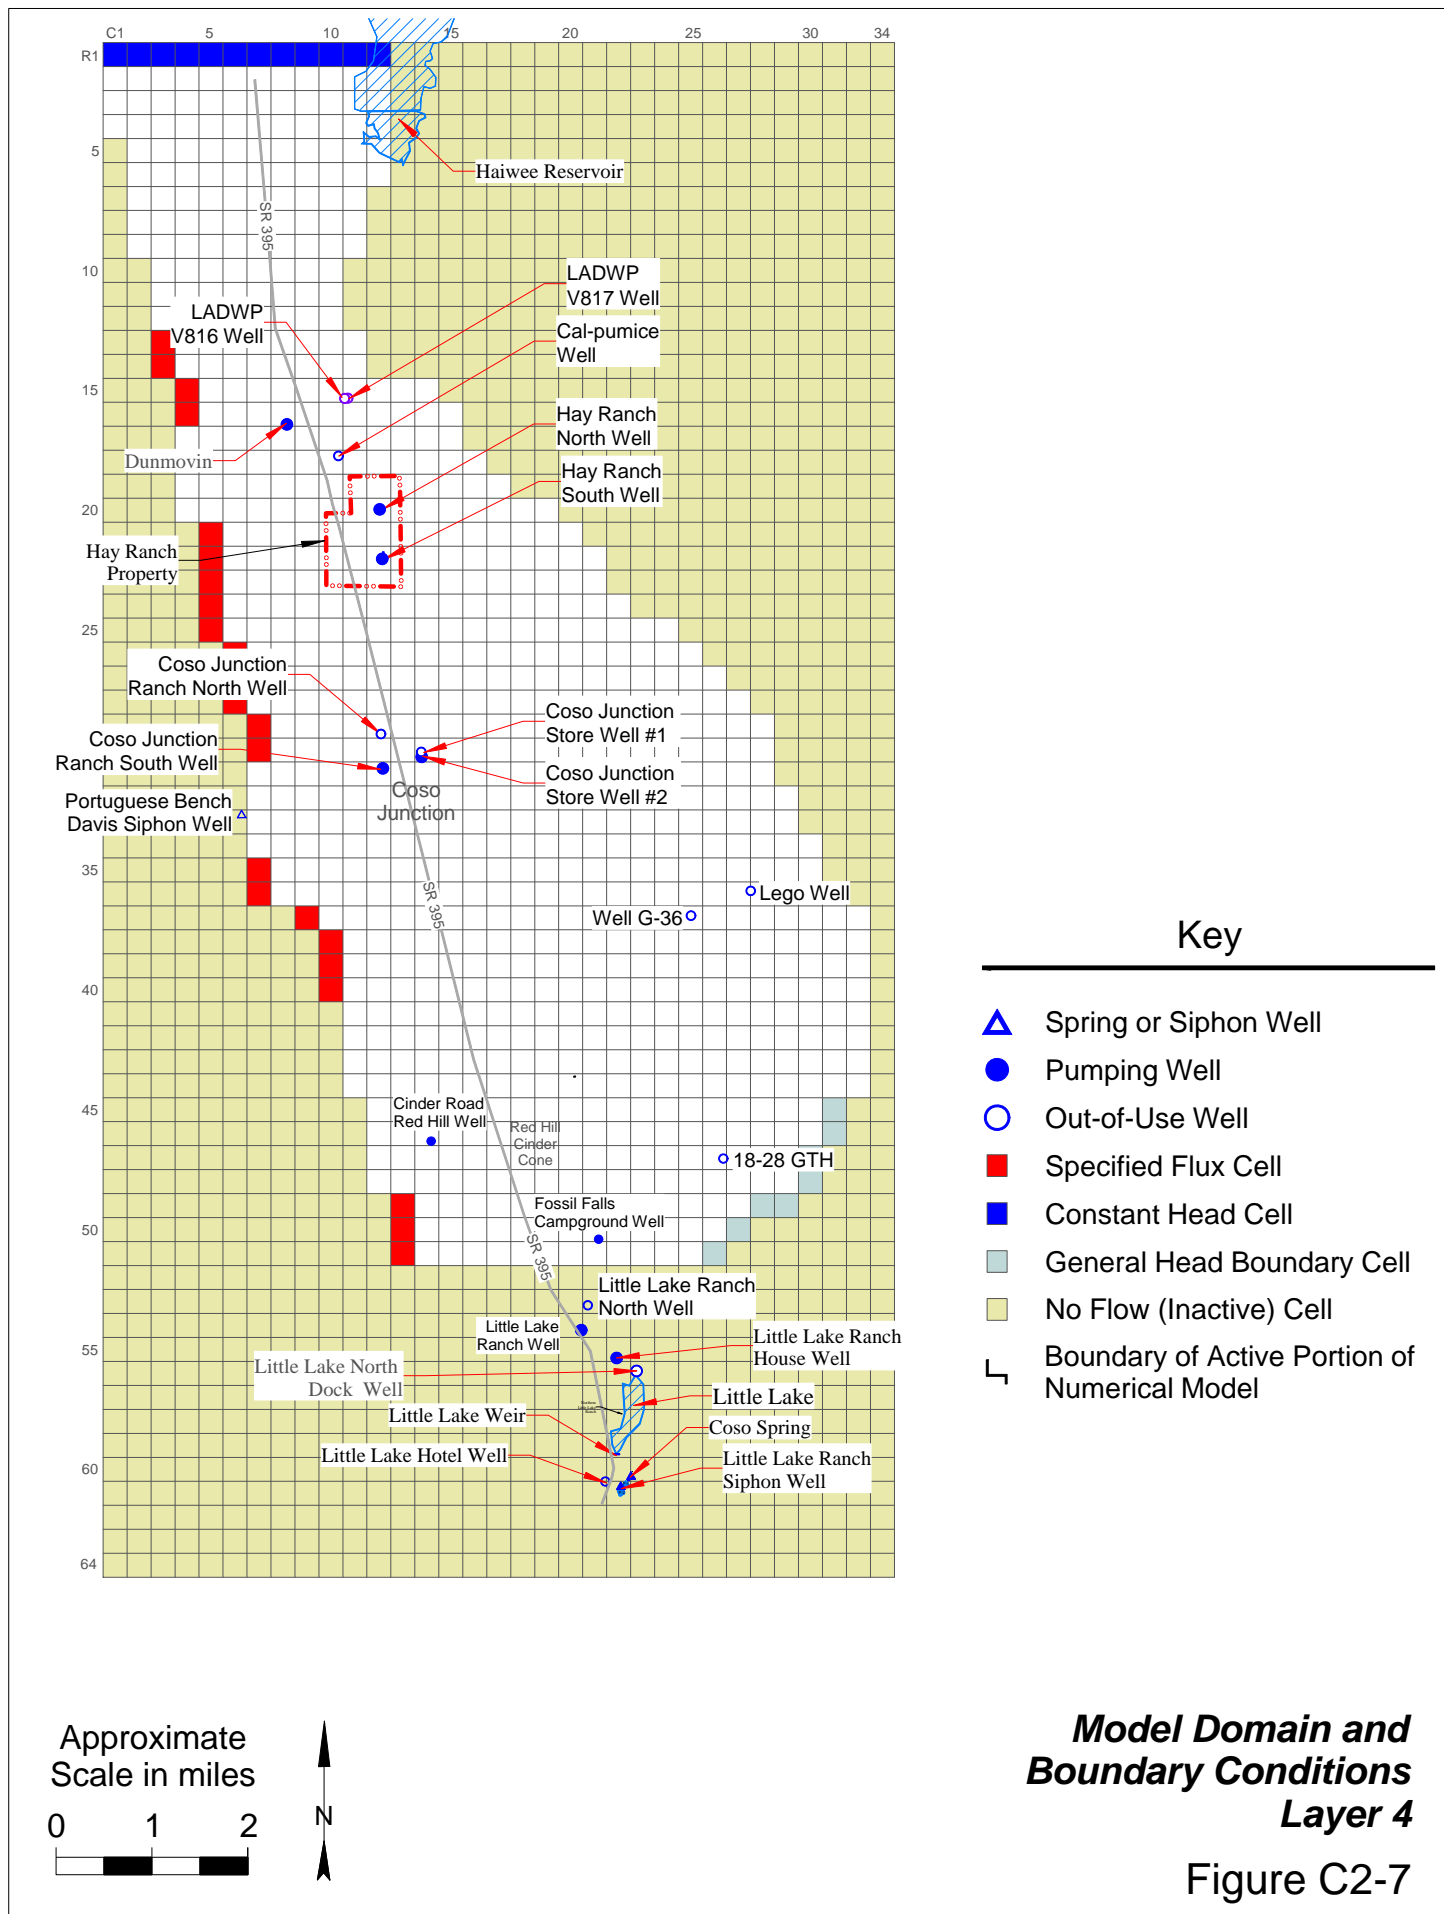 C1
5
10
15
20
25
30
34
R1
5
Haiwee Reservoir
SR 395
10
LADWP
V817 Well
LADWP
V816 Well
Cal-pumice
Well
15
Hay Ranch
North Well
Dunmovin
Hay Ranch
South Well
20
Hay Ranch
Property
25
Coso Junction
Ranch North Well
Coso Junction
Store Well #1
Coso Junction
Ranch South Well
Coso Junction
Store Well #2
Coso
Junction
Portuguese Bench
Davis Siphon Well
35
SR 395
Lego Well
Well G-36
40
45
Cinder Road
Red Hill Well
Red Hill
Cinder
Cone
18-28 GTH
50
Fossil Falls
Campground Well
SR 395
Little Lake Ranch
North Well
55
Little Lake
Ranch Well
Little Lake Ranch
House Well
Little Lake North
Dock Well
Little Lake
Little Lake Weir
Coso Spring
Little Lake Hotel Well
Little Lake Ranch
Siphon Well
60
64
Key
Spring or Siphon Well
Pumping Well
Out-of-Use Well
Specified Flux Cell
Constant Head Cell
General Head Boundary Cell
No Flow (Inactive) Cell
Boundary of Active Portion of
Numerical Model
Approximate
Scale in miles
0 1 2
N
Model Domain and
Boundary Conditions
Layer 4
Figure C2-7